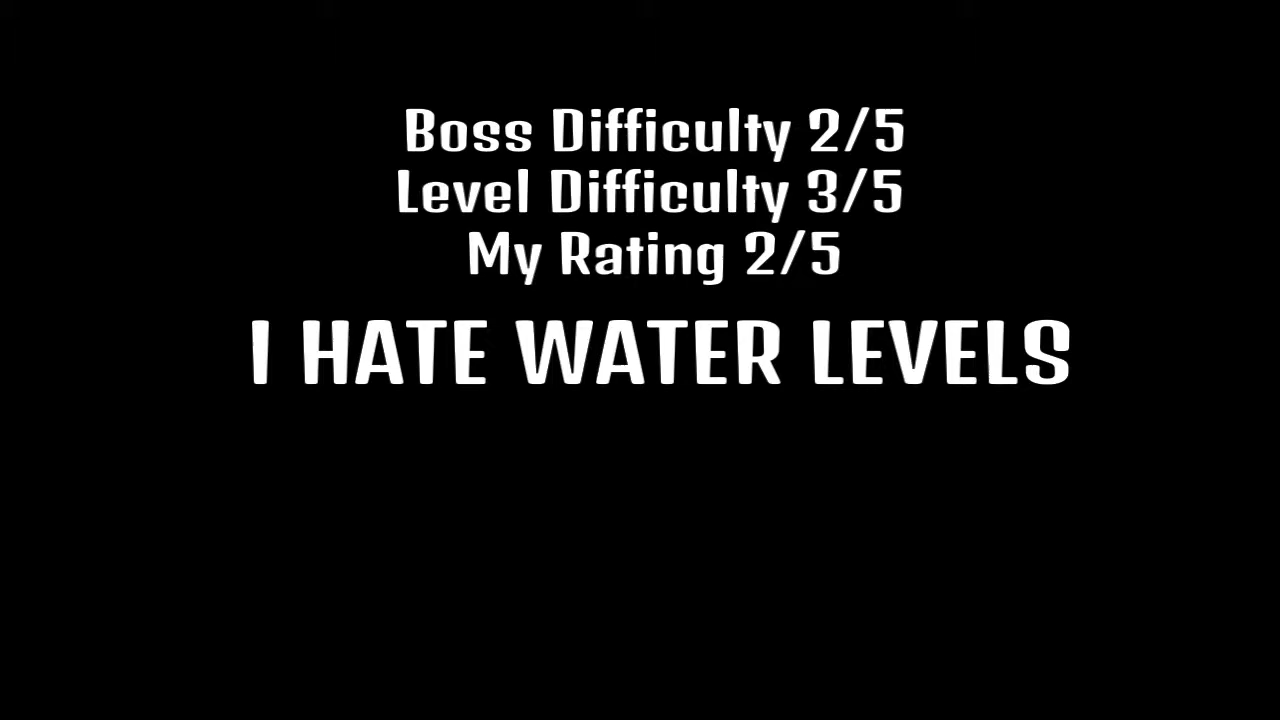 Boss Difficulty 2/5
Level Difficulty 3/5
My Rating 2/5
I HATE WATER LEVELS